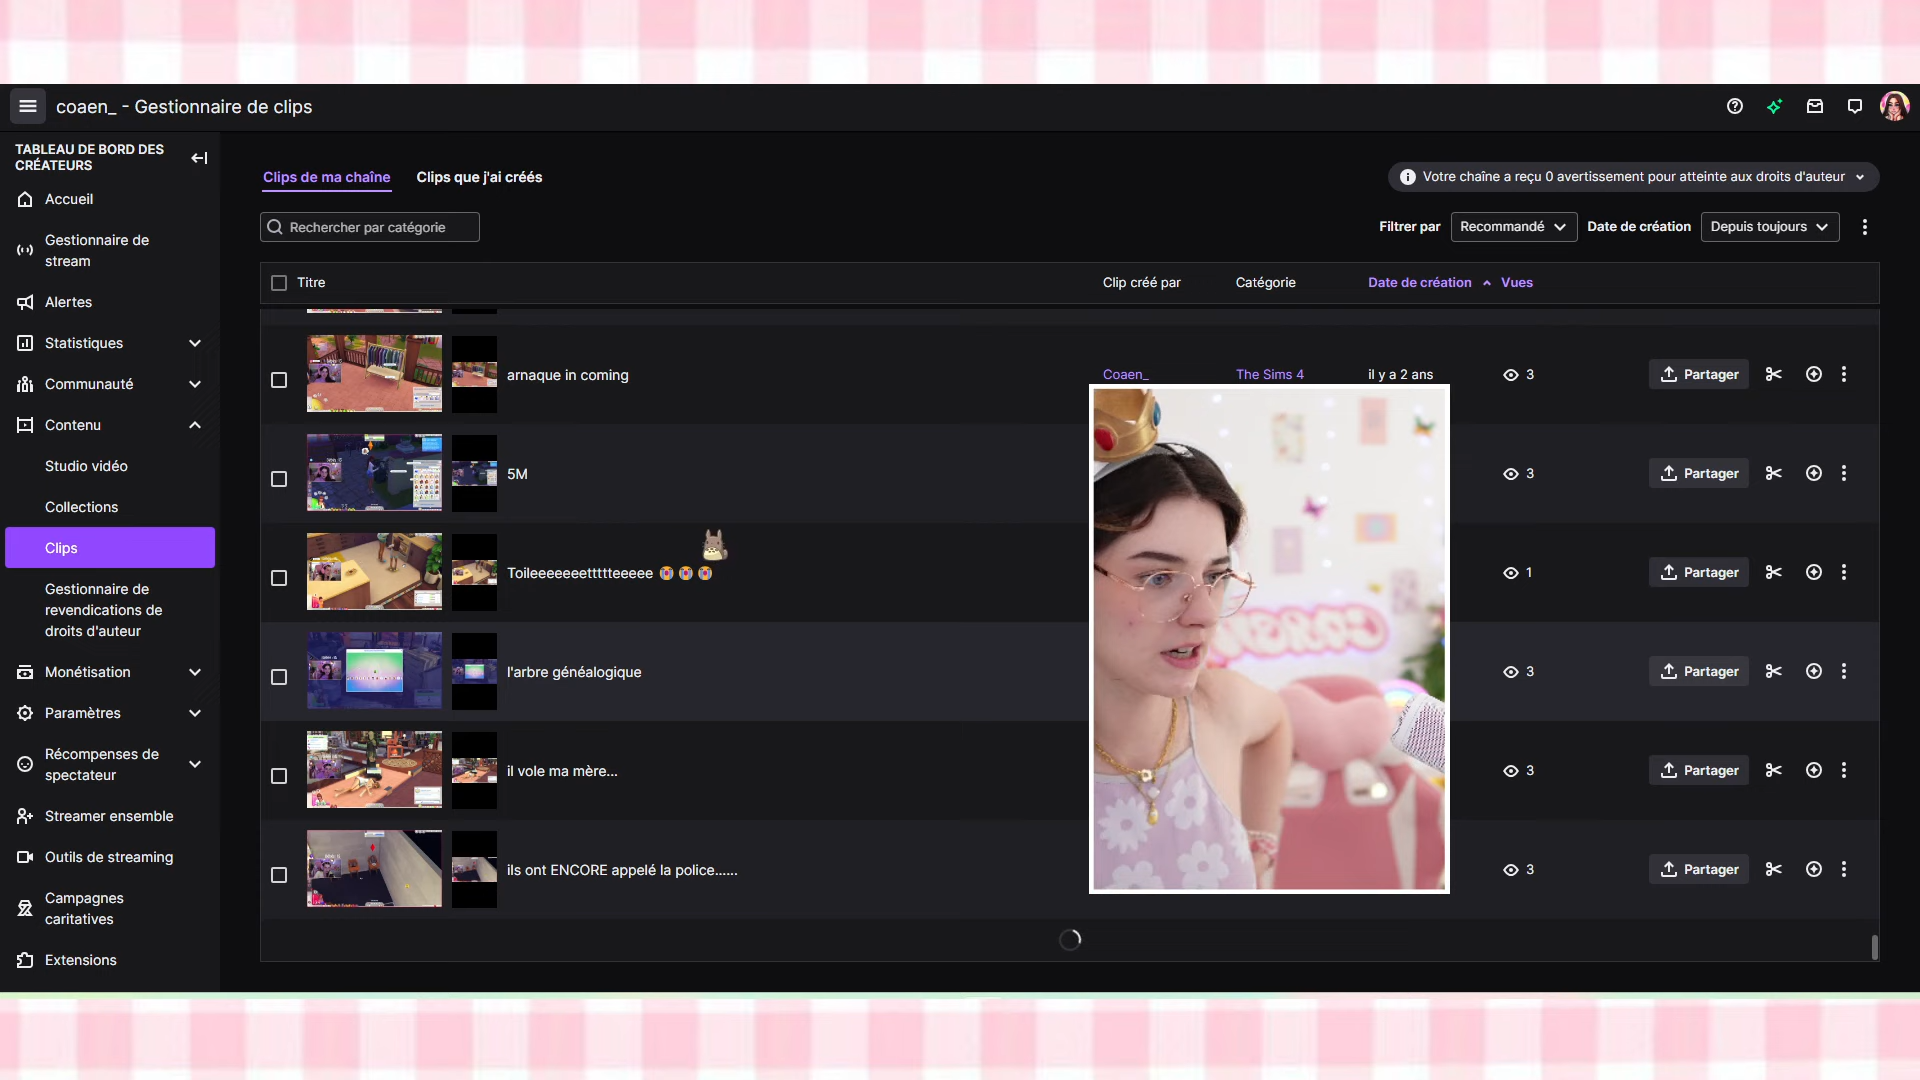 coaen_ - Gestionnaire de clips
TABLEAU DE BORD DES
CRÉATEURS
Accueil
Gestionnaire de
stream
Alertes
Statistiques
Communauté
Contenu
Studio vidéo
Collections
Clips
Gestionnaire de
revendications de
droits d'auteur
Monétisation
Paramètres
Récompenses de
spectateur
Streamer ensemble
Outils de streaming
Campagnes
caritatives
Extensions
Clips de ma chaîne
Clips que j'ai créés
Votre chaîne a reçu 0 avertissement pour atteinte aux droits d'auteur
Rechercher par catégorie
Filtrer par
Recommandé
Date de création
Depuis toujours
Titre
Clip créé par
Catégorie
Date de création
Vues
arnaque in coming
Coaen_
The Sims 4
il y a 2 ans
3
Partager
5M
3
Partager
Toileeeeeeettttteeeee 😭 😭 😭
1
Partager
l'arbre généalogique
3
Partager
il vole ma mère...
3
Partager
ils ont ENCORE appelé la police......
3
Partager